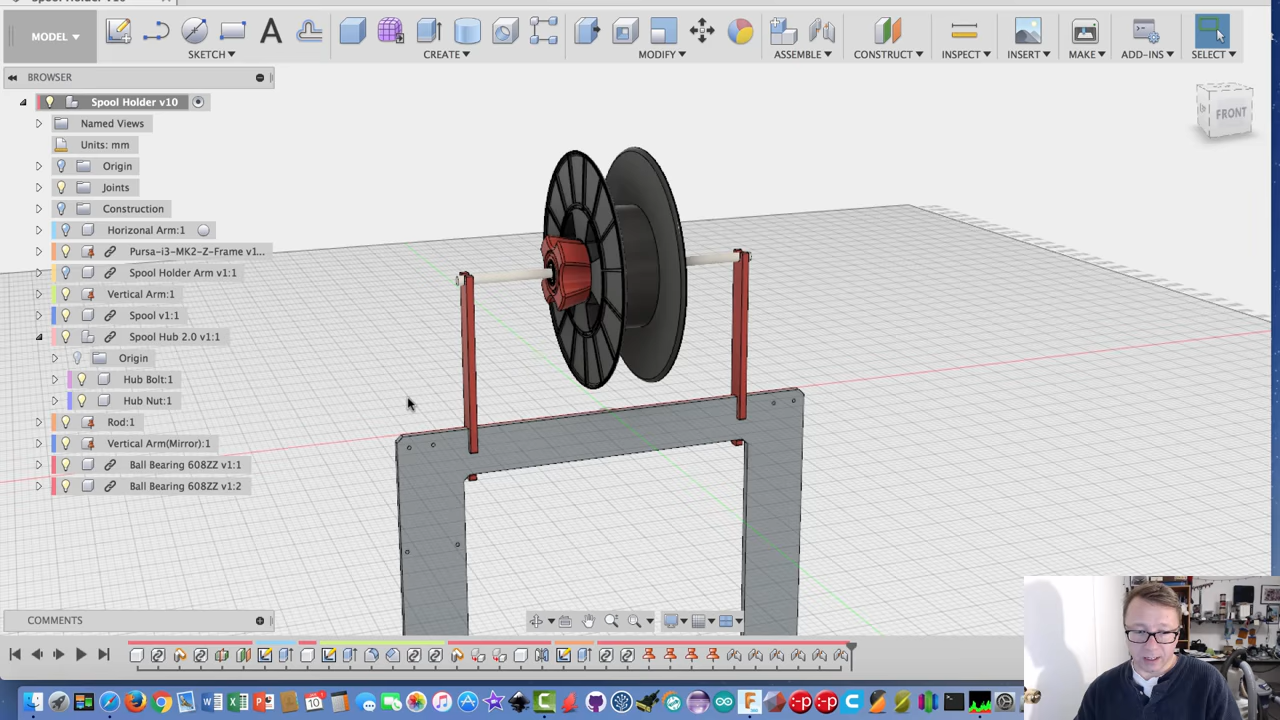 Spool Holder v10
MODEL
SKETCH
CREATE
MODIFY
ASSEMBLE
CONSTRUCT
INSPECT
INSERT
MAKE
ADD-INS
SELECT
BROWSER
FRONT
Spool Holder v10
Named Views
Units: mm
Origin
Joints
Construction
Horizonal Arm:1
Pursa-i3-MK2-Z-Frame v1...
Spool Holder Arm v1:1
Vertical Arm:1
Spool v1:1
Spool Hub 2.0 v1:1
Origin
Hub Bolt:1
Hub Nut:1
Rod:1
Vertical Arm(Mirror):1
Ball Bearing 608ZZ v1:1
Ball Bearing 608ZZ v1:2
COMMENTS